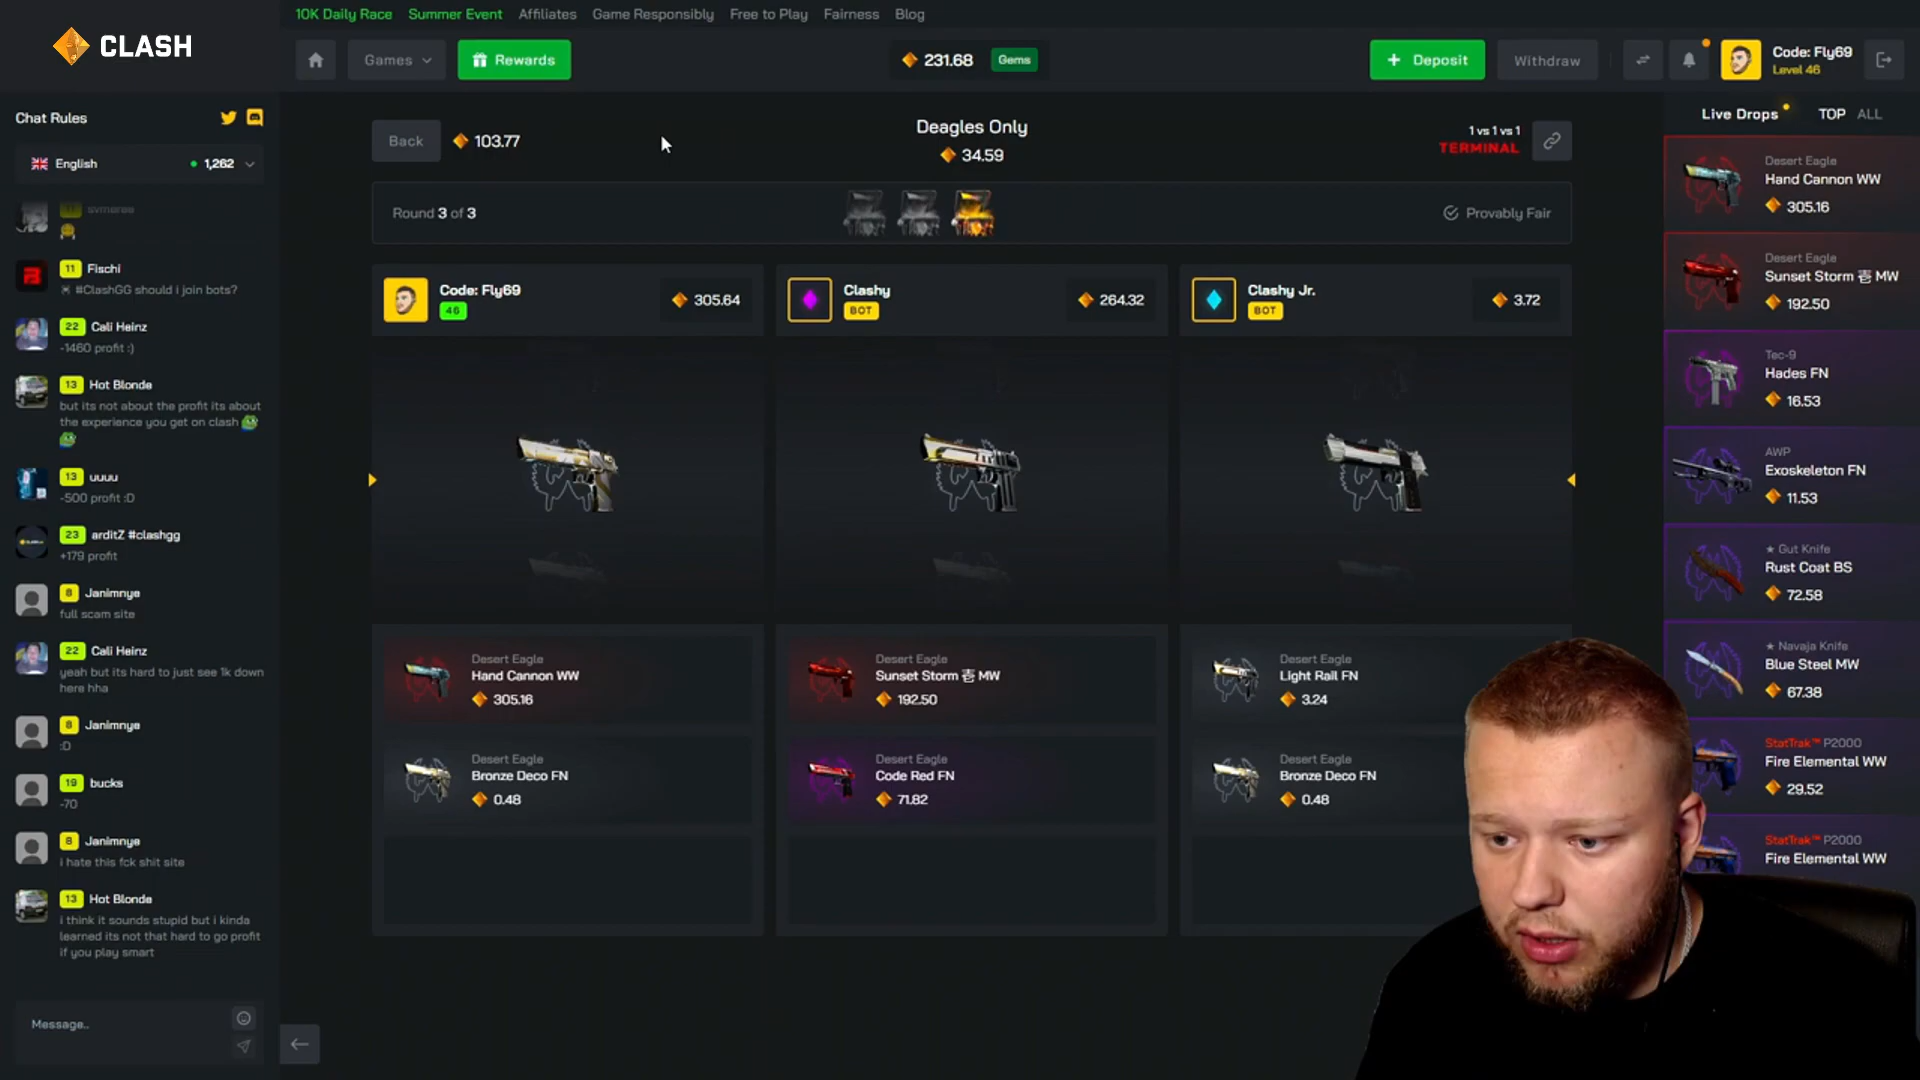 10K Daily Race
Summer Event
Affiliates
Game Responsibly
Free to Play
Fairness
Blog
CLASH
Games
Rewards
231.68
Gems
+ Deposit
Withdraw
Code: Fly69
Level 46
Chat Rules
English
1,262
11 Fischi
#ClashGG should i join bots?
22 Cali Heinz
-1460 profit :)
13 Hot Blonde
but its not about the profit its about
the experience you get on clash
13 uuuu
-500 profit :D
23 arditZ #clashgg
+179 profit
8 Janimnye
full scam site
22 Cali Heinz
yeah but its hard to just see 1k down
here hha
8 Janimnye
:D
19 bucks
-70
8 Janimnye
i hate this fck shit site
13 Hot Blonde
i think it sounds stupid but i kinda
learned its not that hard to go profit
if you play smart
Message..
Back
103.77
Deagles Only
34.59
1 vs 1 vs 1
TERMINAL
Round 3 of 3
Provably Fair
Code: Fly69
46
305.64
Clashy
BOT
264.32
Clashy Jr.
BOT
3.72
Desert Eagle
Hand Cannon WW
305.16
Desert Eagle
Bronze Deco FN
0.48
Desert Eagle
Sunset Storm 壱 MW
192.50
Desert Eagle
Code Red FN
71.82
Desert Eagle
Light Rail FN
3.24
Desert Eagle
Bronze Deco FN
0.48
Live Drops
TOP
ALL
Desert Eagle
Hand Cannon WW
305.16
Desert Eagle
Sunset Storm 壱 MW
192.50
Tec-9
Hades FN
16.53
AWP
Exoskeleton FN
11.53
★ Gut Knife
Rust Coat BS
72.58
★ Navaja Knife
Blue Steel MW
67.38
StatTrak™ P2000
Fire Elemental WW
29.52
StatTrak™ P2000
Fire Elemental WW